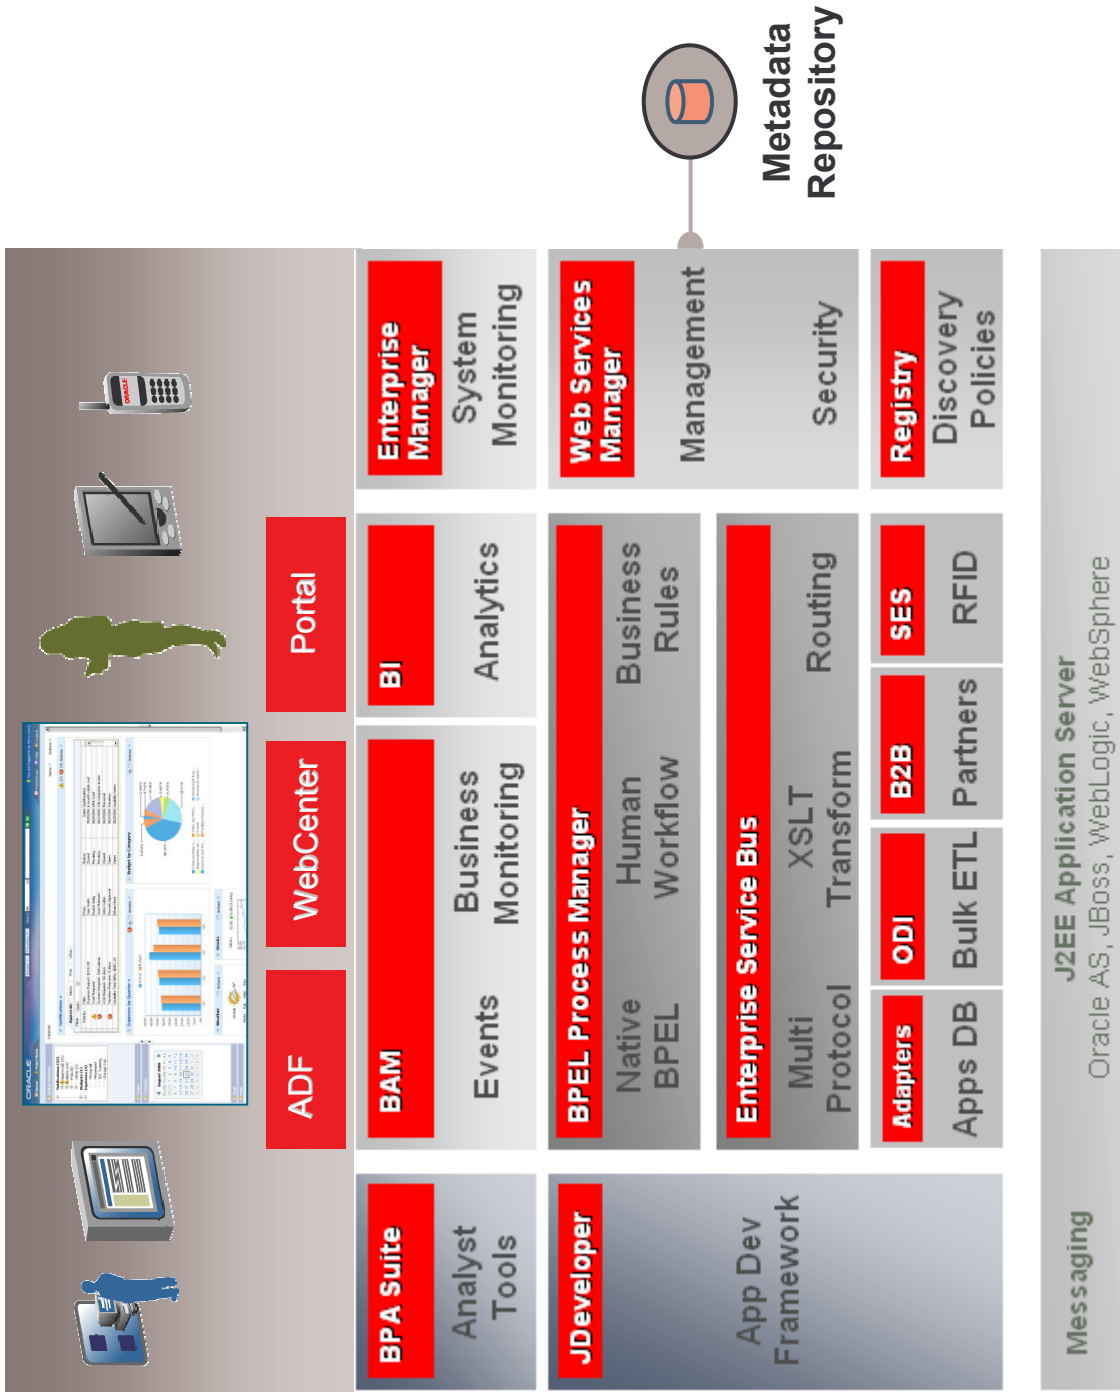 ORACLE
ORACLE
ADF
WebCenter
Portal
BPA Suite
Analyst
Tools
BAM
Events
Business
Monitoring
BI
Analytics
Enterprise
Manager
System
Monitoring
JDeveloper
App Dev
Framework
BPEL Process Manager
Native
BPEL
Human
Workflow
Business
Rules
Enterprise Service Bus
Multi
Protocol
XSLT
Transform
Routing
Web Services
Manager
Management
Security
Adapters
Apps DB
ODI
Bulk ETL
B2B
Partners
SES
RFID
Registry
Discovery
Policies
Metadata
Repository
Messaging
J2EE Application Server
Oracle AS, JBoss, WebLogic, WebSphere